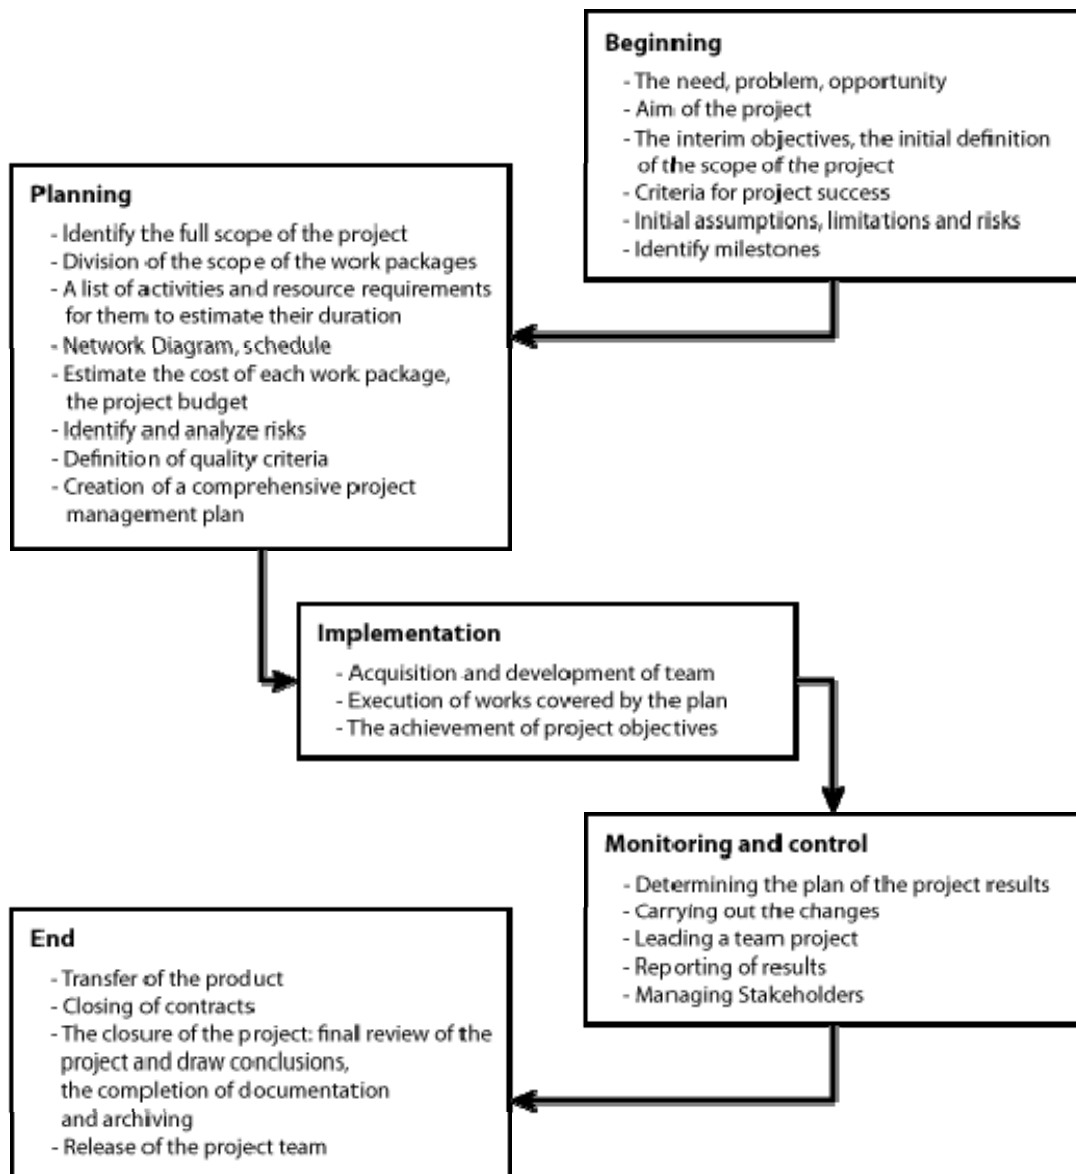 Beginning
- The need, problem, opportunity
- Aim of the project
- The interim objectives, the initial definition
of the scope of the project
- Criteria for project success
- Initial assumptions, limitations and risks
- Identify milestones
Planning
- Identify the full scope of the project
- Division of the scope of the work packages
- A list of activities and resource requirements
for them to estimate their duration
- Network Diagram, schedule
- Estimate the cost of each work package,
the project budget
- Identify and analyze risks
- Definition of quality criteria
- Creation of a comprehensive project
management plan
Implementation
- Acquisition and development of team
- Execution of works covered by the plan
- The achievement of project objectives
Monitoring and control
- Determining the plan of the project results
- Carrying out the changes
- Leading a team project
- Reporting of results
- Managing Stakeholders
End
- Transfer of the product
- Closing of contracts
- The closure of the project: final review of the
project and draw conclusions,
the completion of documentation
and archiving
- Release of the project team